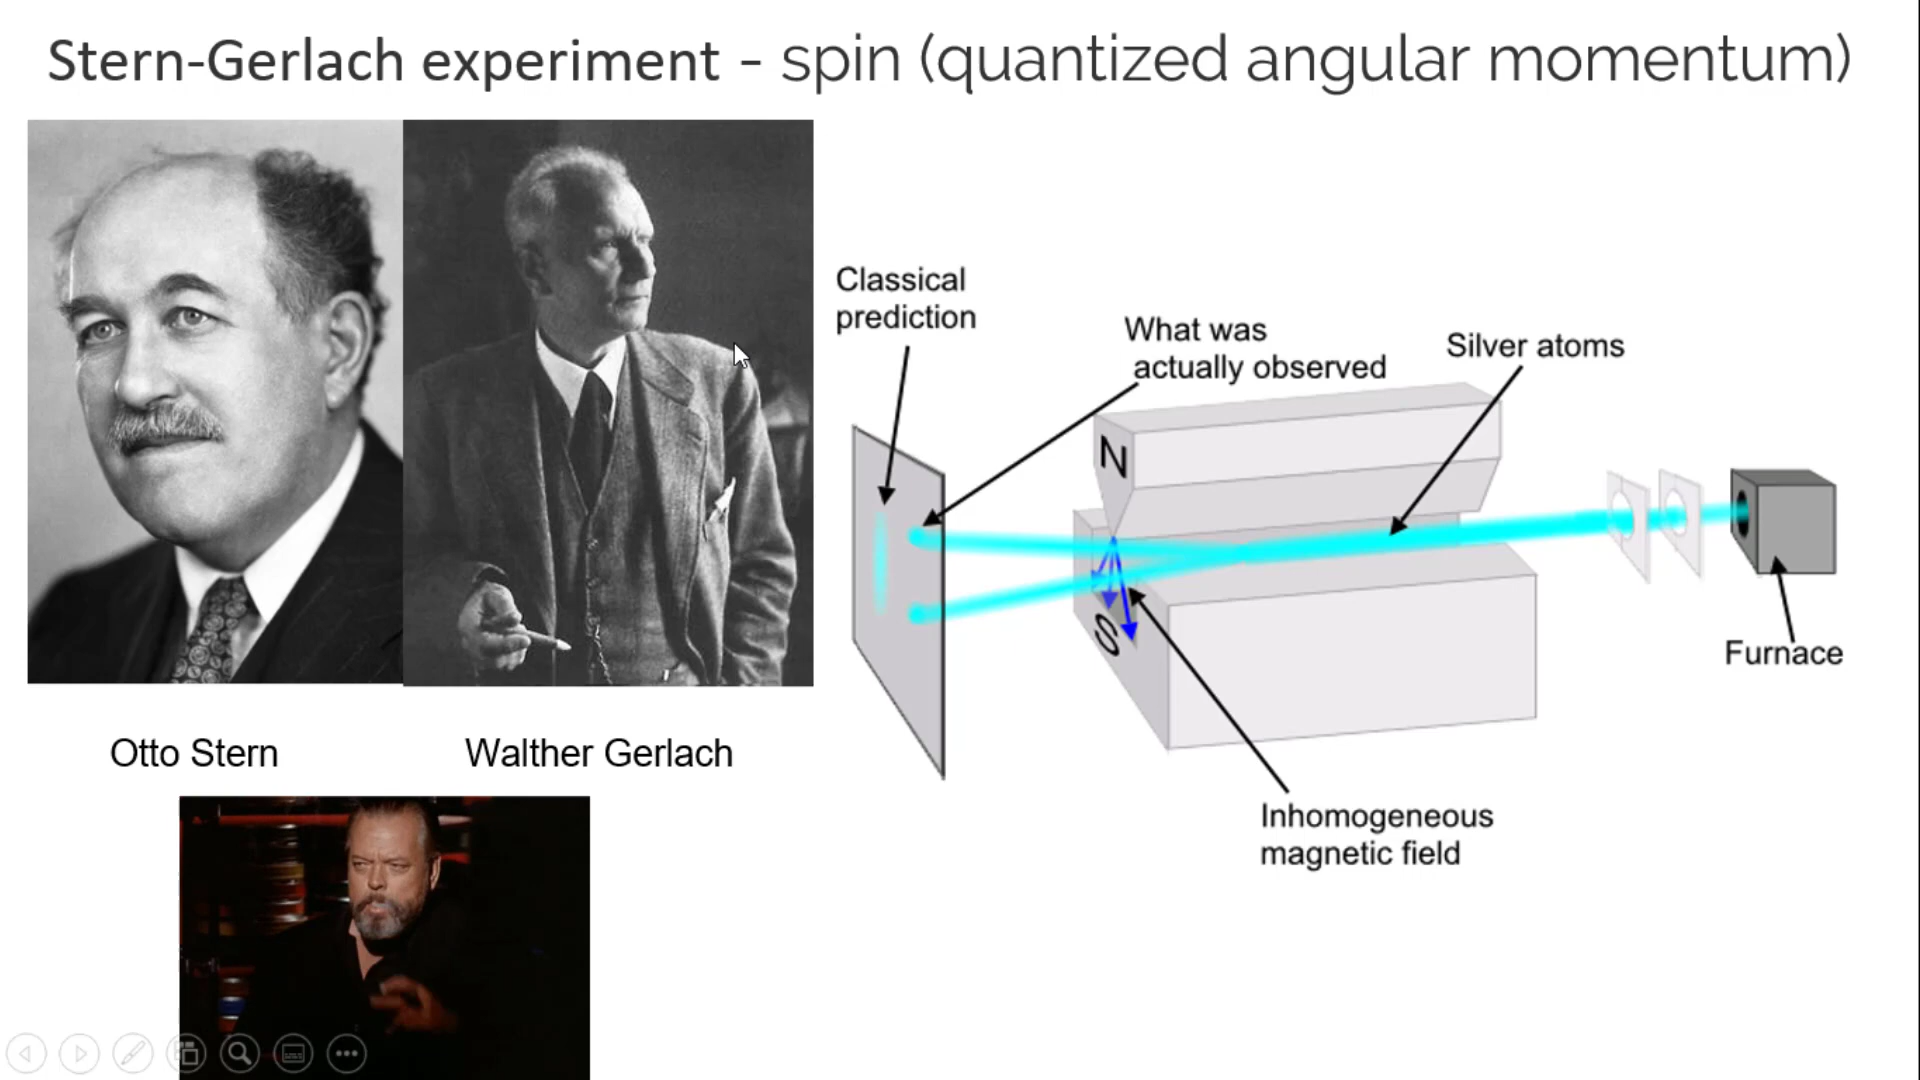 Stern-Gerlach experiment - spin (quantized angular momentum)
Classical
prediction
What was
actually observed
Silver atoms
N
S
Furnace
Otto Stern
Walther Gerlach
Inhomogeneous
magnetic field